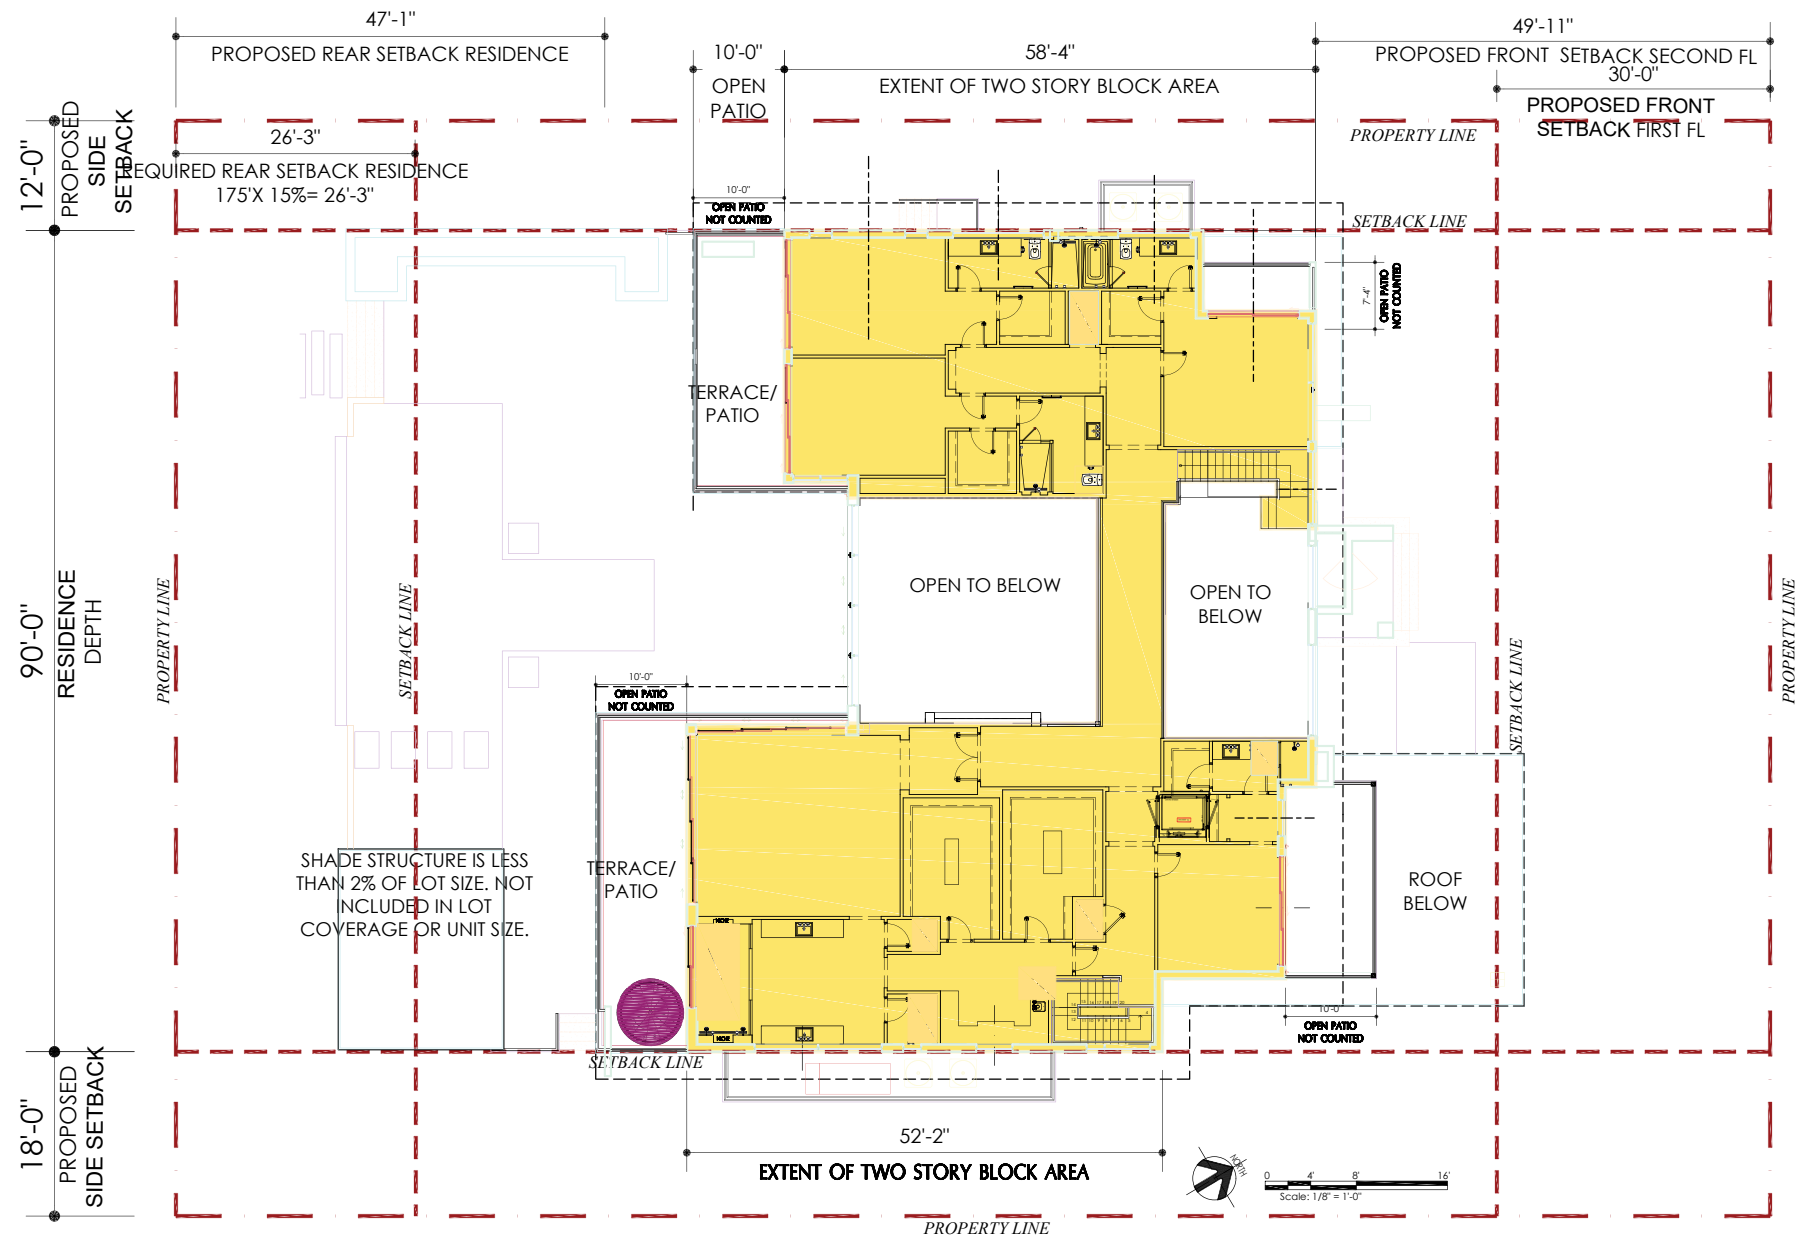 47'-1"
PROPOSED REAR SETBACK RESIDENCE
10'-0"
OPEN
PATIO
58'-4"
EXTENT OF TWO STORY BLOCK AREA
49'-11"
PROPOSED FRONT SETBACK SECOND FL
30'-0"
PROPOSED FRONT
SETBACK FIRST FL
PROPERTY LINE
12'-0"
PROPOSED
SIDE
SETBACK
26'-3"
REQUIRED REAR SETBACK RESIDENCE
175'X 15%= 26'-3"
10'-0"
OPEN PATIO
NOT COUNTED
SETBACK LINE
7'-4"
OPEN PATIO
NOT COUNTED
TERRACE/
PATIO
OPEN TO BELOW
OPEN TO
BELOW
90'-0"
RESIDENCE
DEPTH
PROPERTY LINE
SETBACK LINE
SETBACK LINE
PROPERTY LINE
10'-0"
OPEN PATIO
NOT COUNTED
SHADE STRUCTURE IS LESS
THAN 2% OF LOT SIZE. NOT
INCLUDED IN LOT
COVERAGE OR UNIT SIZE.
TERRACE/
PATIO
ROOF
BELOW
NICHE
NICHE
10'-0"
OPEN PATIO
NOT COUNTED
SETBACK LINE
18'-0"
PROPOSED
SIDE SETBACK
52'-2"
EXTENT OF TWO STORY BLOCK AREA
NORTH
0 4' 8' 16'
Scale: 1/8" = 1'-0"
PROPERTY LINE